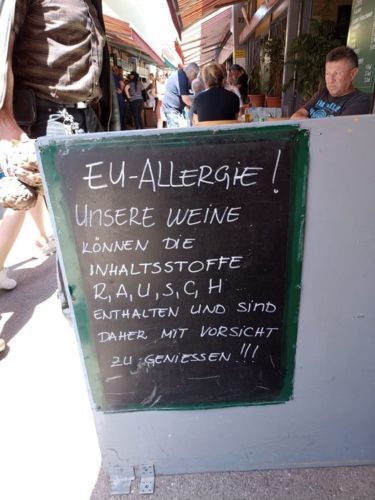 EU-ALLERGIE!
UNSERE WEINE
KÖNNEN DIE
INHALTSSTOFFE
R, A, U, S, C, H
ENTHALTEN UND SIND
DAHER MIT VORSICHT
ZU GENIESSEN!!!